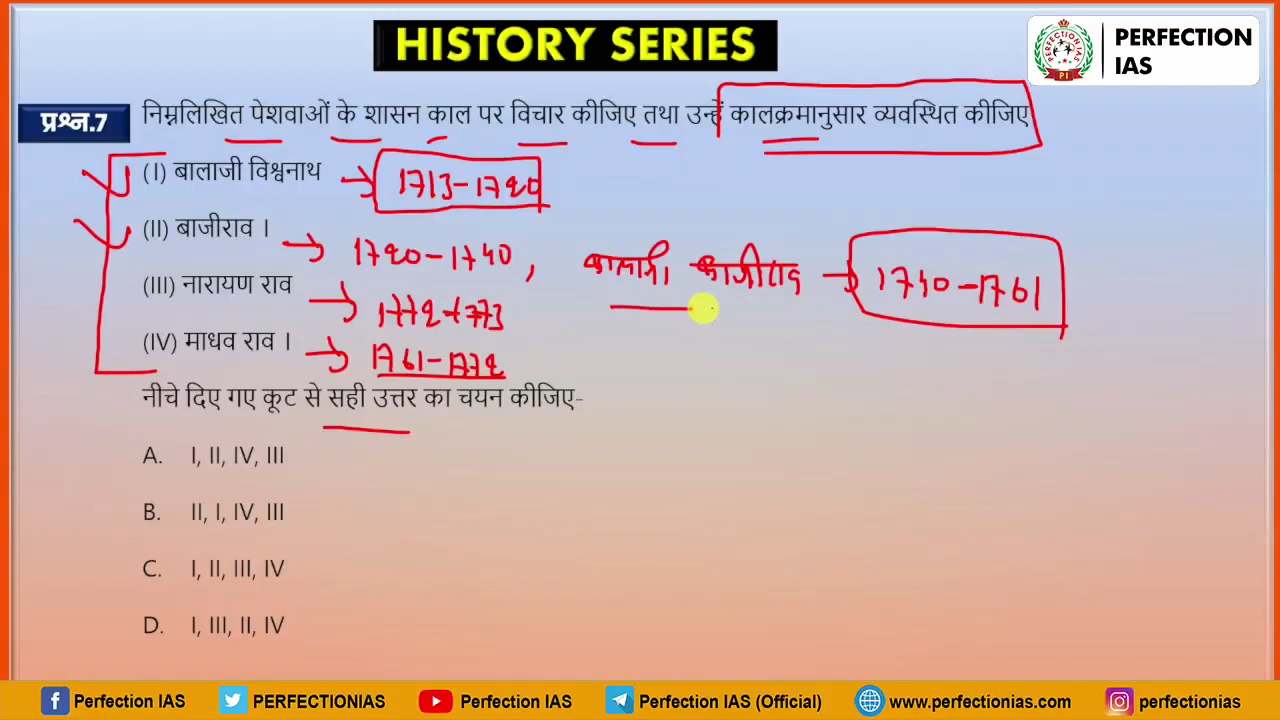 HISTORY SERIES
PERFECTION
IAS
PERFECTION IAS
PI
प्रश्न.7
निम्नलिखित पेशवाओं के शासन काल पर विचार कीजिए तथा उन्हें कालक्रमानुसार व्यवस्थित कीजिए
(I) बालाजी विश्वनाथ
1713-1720
(II) बाजीराव ।
1720-1740,
बालाजी बाजीराव
1740-1761
(III) नारायण राव
1772-1773
(IV) माधव राव ।
1761-1772
नीचे दिए गए कूट से सही उत्तर का चयन कीजिए-
A. I, II, IV, III
B. II, I, IV, III
C. I, II, III, IV
D. I, III, II, IV
Perfection IAS
PERFECTIONIAS
Perfection IAS
Perfection IAS (Official)
www.perfectionias.com
perfectionias